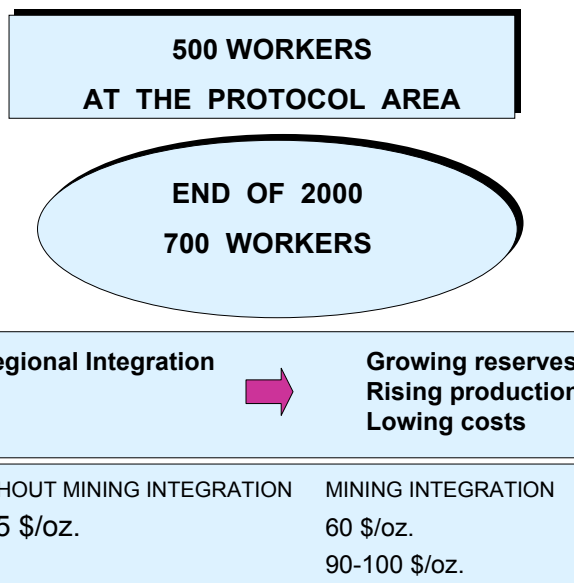 500 WORKERS
AT THE PROTOCOL AREA
END OF 2000
700 WORKERS
egional Integration
Growing reserves
Rising production
Lowing costs
HOUT MINING INTEGRATION MINING INTEGRATION
5 $/oz. 60 $/oz.
90-100 $/oz.